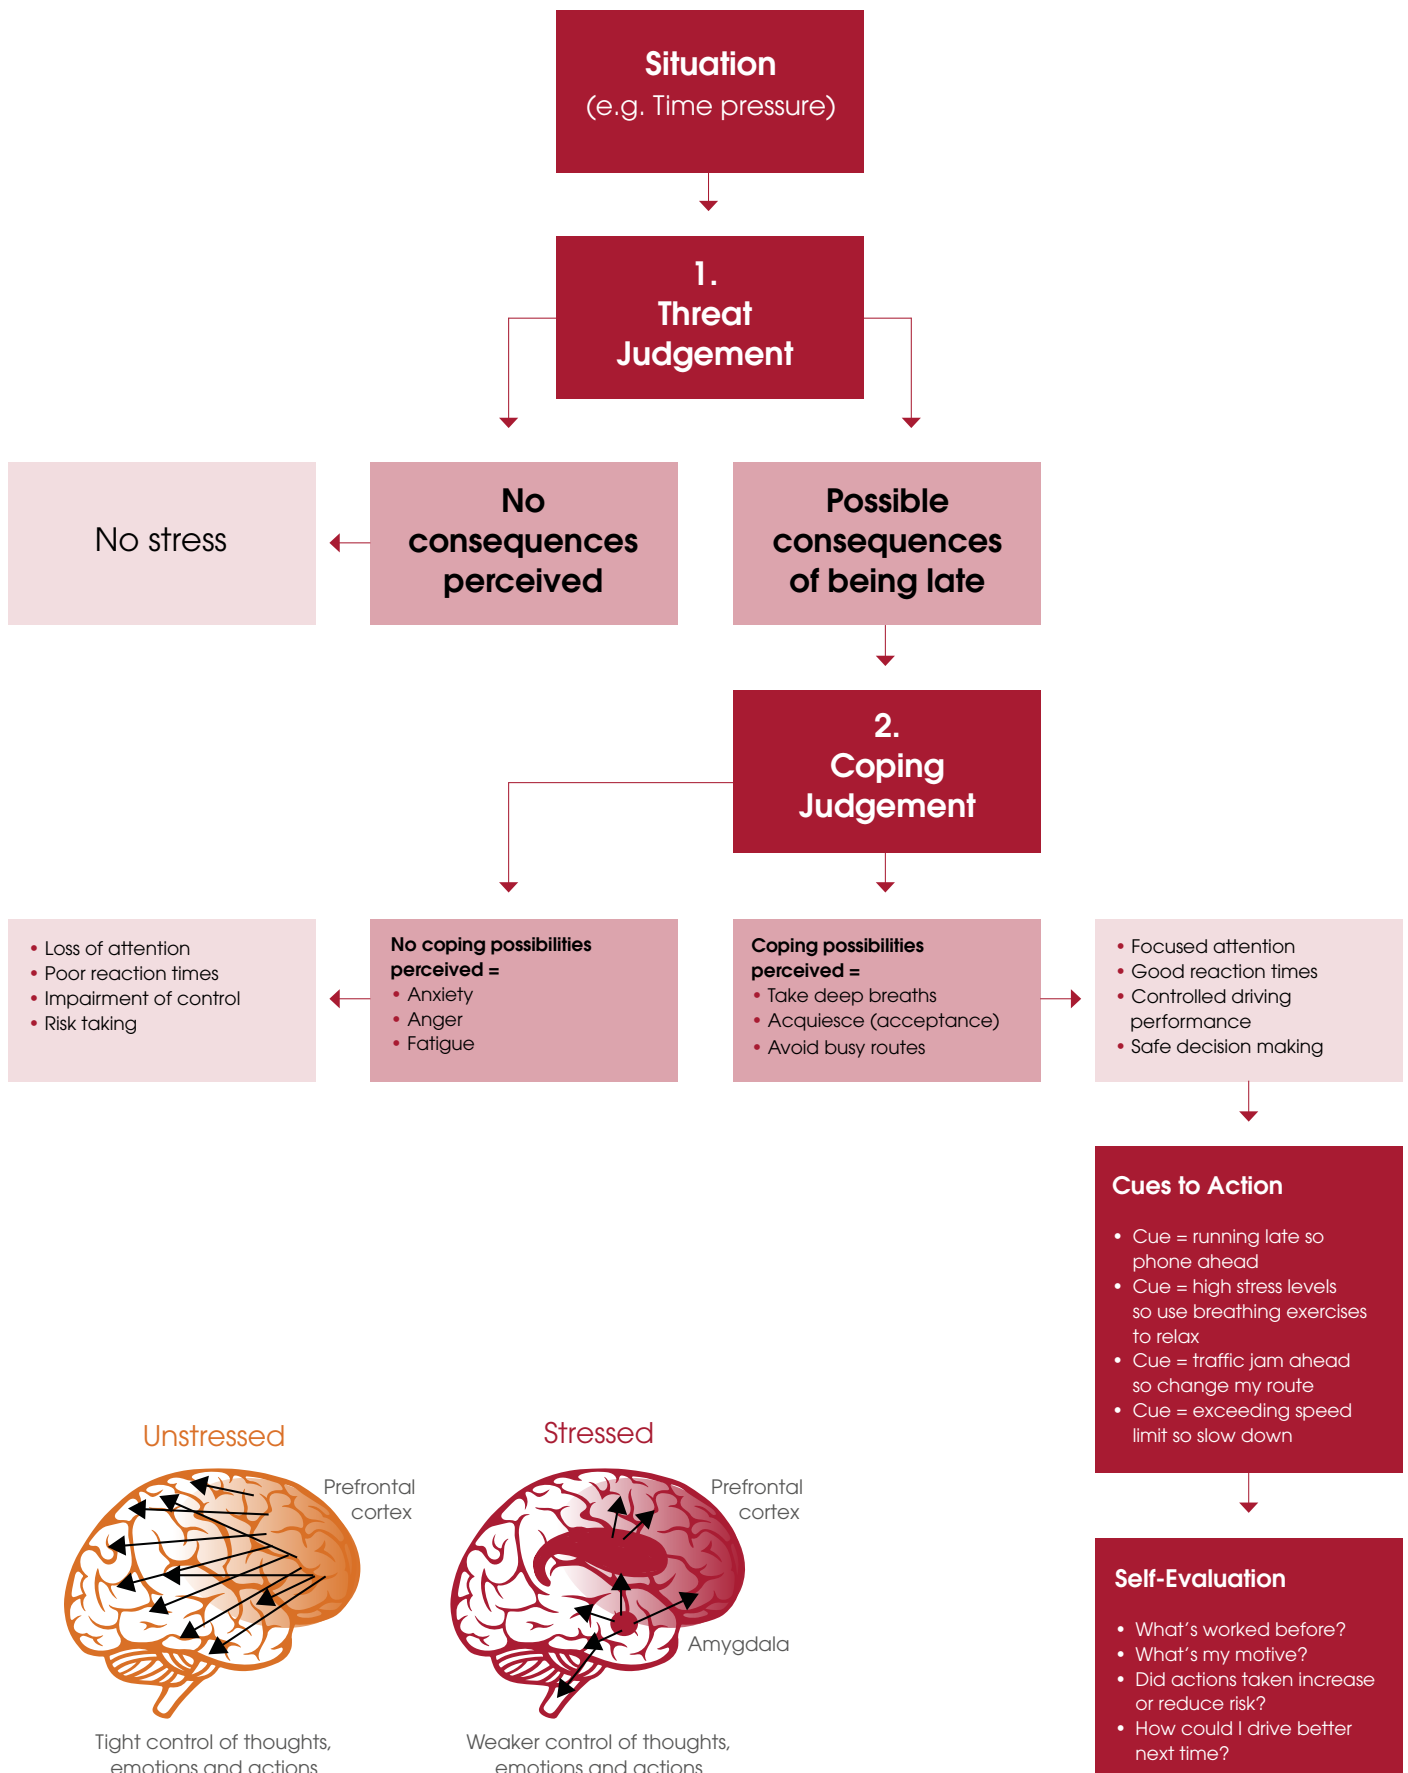 Situation
(e.g. Time pressure)
1.
Threat
Judgement
No stress
No
consequences
perceived
Possible
consequences
of being late
2.
Coping
Judgement
• Loss of attention
• Poor reaction times
• Impairment of control
• Risk taking
No coping possibilities
perceived =
• Anxiety
• Anger
• Fatigue
Coping possibilities
perceived =
• Take deep breaths
• Acquiesce (acceptance)
• Avoid busy routes
• Focused attention
• Good reaction times
• Controlled driving
performance
• Safe decision making
Cues to Action
• Cue = running late so
phone ahead
• Cue = high stress levels
so use breathing exercises
to relax
• Cue = traffic jam ahead
so change my route
• Cue = exceeding speed
limit so slow down
Unstressed
Prefrontal
cortex
Tight control of thoughts,
emotions and actions
Stressed
Prefrontal
cortex
Amygdala
Weaker control of thoughts,
emotions and actions
Self-Evaluation
• What's worked before?
• What's my motive?
• Did actions taken increase
or reduce risk?
• How could I drive better
next time?